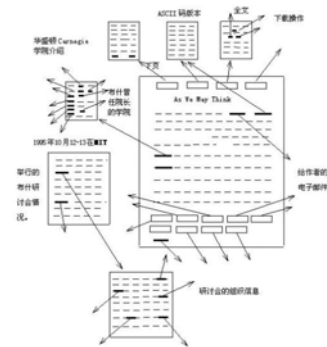 ASCII 码版本
全文
下载操作
华盛顿 Carnegie
学院介绍
下页
布什曾
任院长的
学院
As We May Think
1995年10月12-13在MIT
举行的
布什研
讨会情
况。
给作者的
电子邮件
研讨会的组织信息